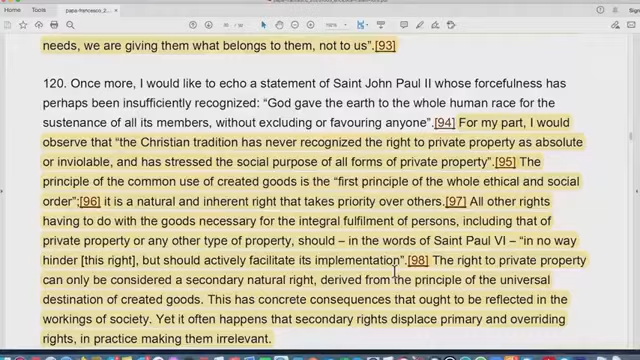 needs, we are giving them what belongs to them, not to us”.[93]
120. Once more, I would like to echo a statement of Saint John Paul II whose forcefulness has
perhaps been insufficiently recognized: “God gave the earth to the whole human race for the
sustenance of all its members, without excluding or favouring anyone”.[94] For my part, I would
observe that “the Christian tradition has never recognized the right to private property as absolute
or inviolable, and has stressed the social purpose of all forms of private property”.[95] The
principle of the common use of created goods is the “first principle of the whole ethical and social
order”;[96] it is a natural and inherent right that takes priority over others.[97] All other rights
having to do with the goods necessary for the integral fulfilment of persons, including that of
private property or any other type of property, should – in the words of Saint Paul VI – “in no way
hinder [this right], but should actively facilitate its implementation”.[98] The right to private property
can only be considered a secondary natural right, derived from the principle of the universal
destination of created goods. This has concrete consequences that ought to be reflected in the
workings of society. Yet it often happens that secondary rights displace primary and overriding
rights, in practice making them irrelevant.